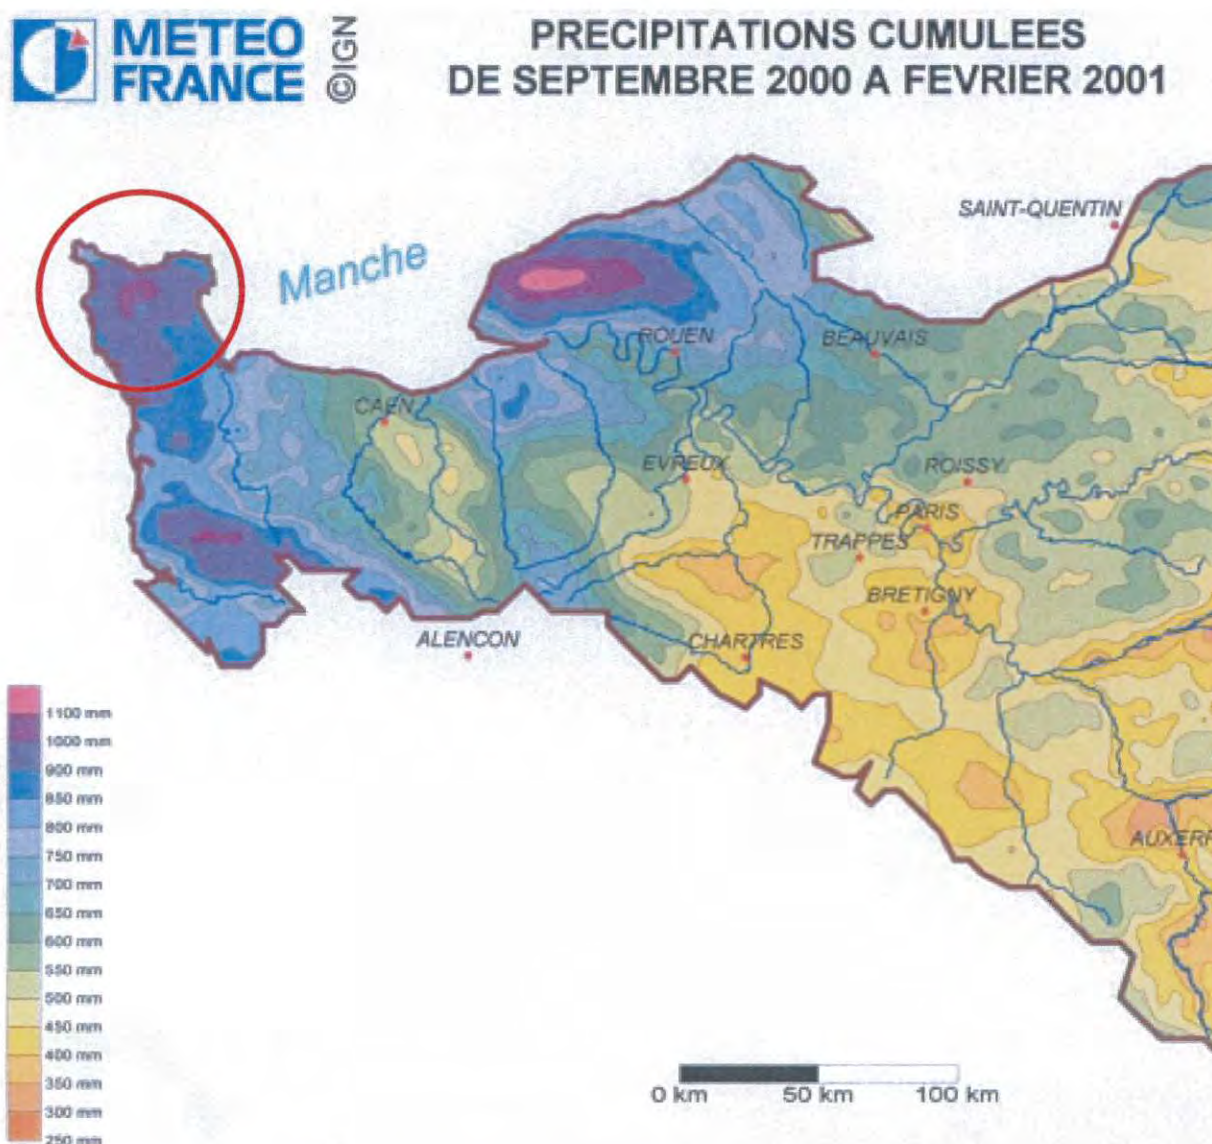 METEO
FRANCE
©IGN
PRECIPITATIONS CUMULEES
DE SEPTEMBRE 2000 A FEVRIER 2001
SAINT-QUENTIN
Manche
ROUEN
BEAUVAIS
CAEN
EVREUX
ROISSY
PARIS
TRAPPES
BRETIGNY
ALENCON
CHARTRES
AUXERR
1100 mm
1000 mm
900 mm
850 mm
800 mm
750 mm
700 mm
650 mm
600 mm
550 mm
500 mm
450 mm
400 mm
350 mm
300 mm
250 mm
0 km 50 km 100 km